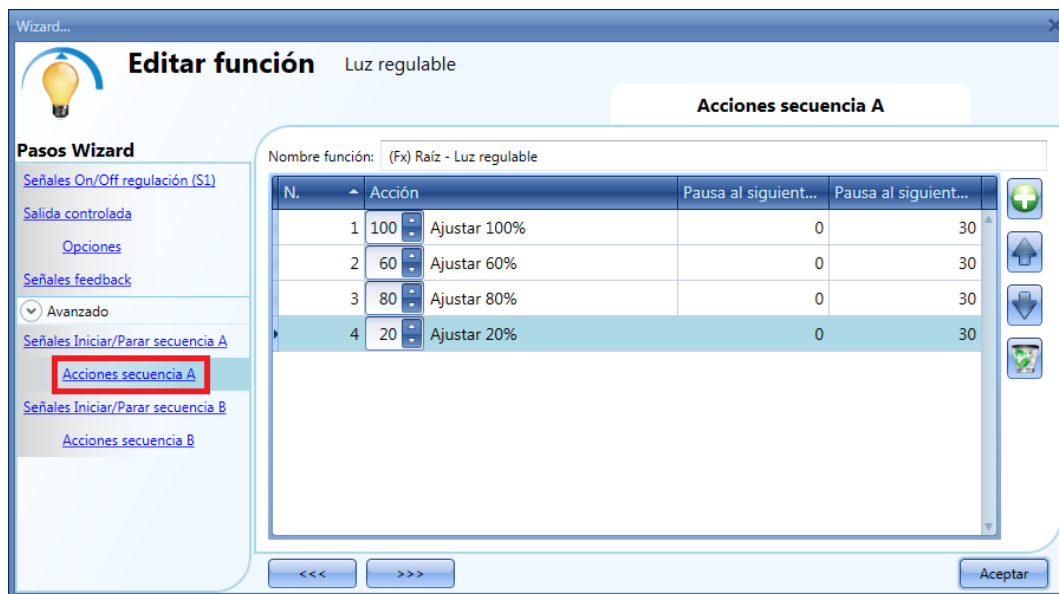 Wizard...
Editar función Luz regulable
Acciones secuencia A
Pasos Wizard
Señales On/Off regulación (S1)
Salida controlada
Opciones
Señales feedback
Avanzado
Señales Iniciar/Parar secuencia A
Acciones secuencia A
Señales Iniciar/Parar secuencia B
Acciones secuencia B
Nombre función: (Fx) Raíz - Luz regulable
N. Acción Pausa al siguient... Pausa al siguient...
1 100 Ajustar 100% 0 30
2 60 Ajustar 60% 0 30
3 80 Ajustar 80% 0 30
4 20 Ajustar 20% 0 30
<<< >>> Aceptar